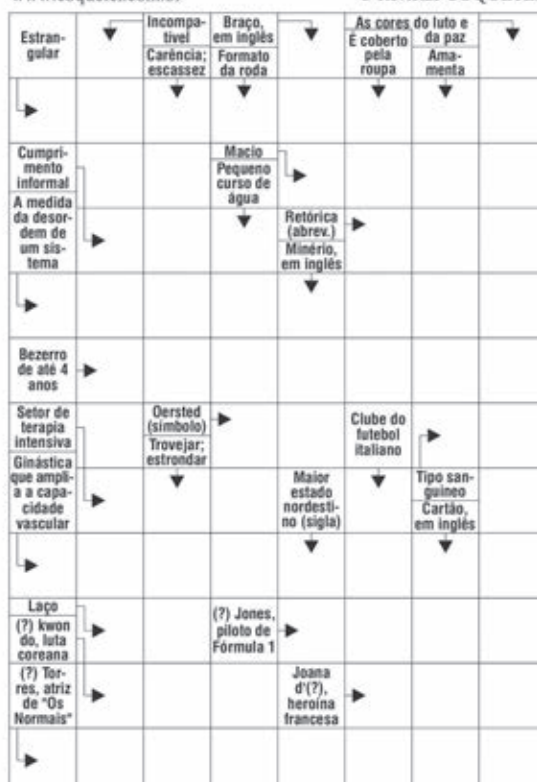 Estran-
gular
Incompa-
tível
Carência;
escassez
Braço,
em inglês
Formato
da roda
As cores do luto e
da paz
É coberto
pela
roupa
Ama-
menta
Cumpri-
mento
informal
A medida
da desor-
dem de
um sis-
tema
Macio
Pequeno
curso de
água
Retórica
(abrev.)
Minério,
em inglês
Bezerro
de até 4
anos
Setor de
terapia
intensiva
Ginástica
que ampli-
a a capa-
cidade
vascular
Oersted
(símbolo)
Trovejar;
estrondar
Clube do
futebol
italiano
Maior
estado
nordesti-
no (sigla)
Tipo san-
guíneo
Cartão,
em inglês
Laço
(?) kwon
do, luta
coreana
(?) Jones,
piloto de
Fórmula 1
(?) Tor-
res, atriz
de "Os
Normais"
Joana
d'(?),
heroína
francesa